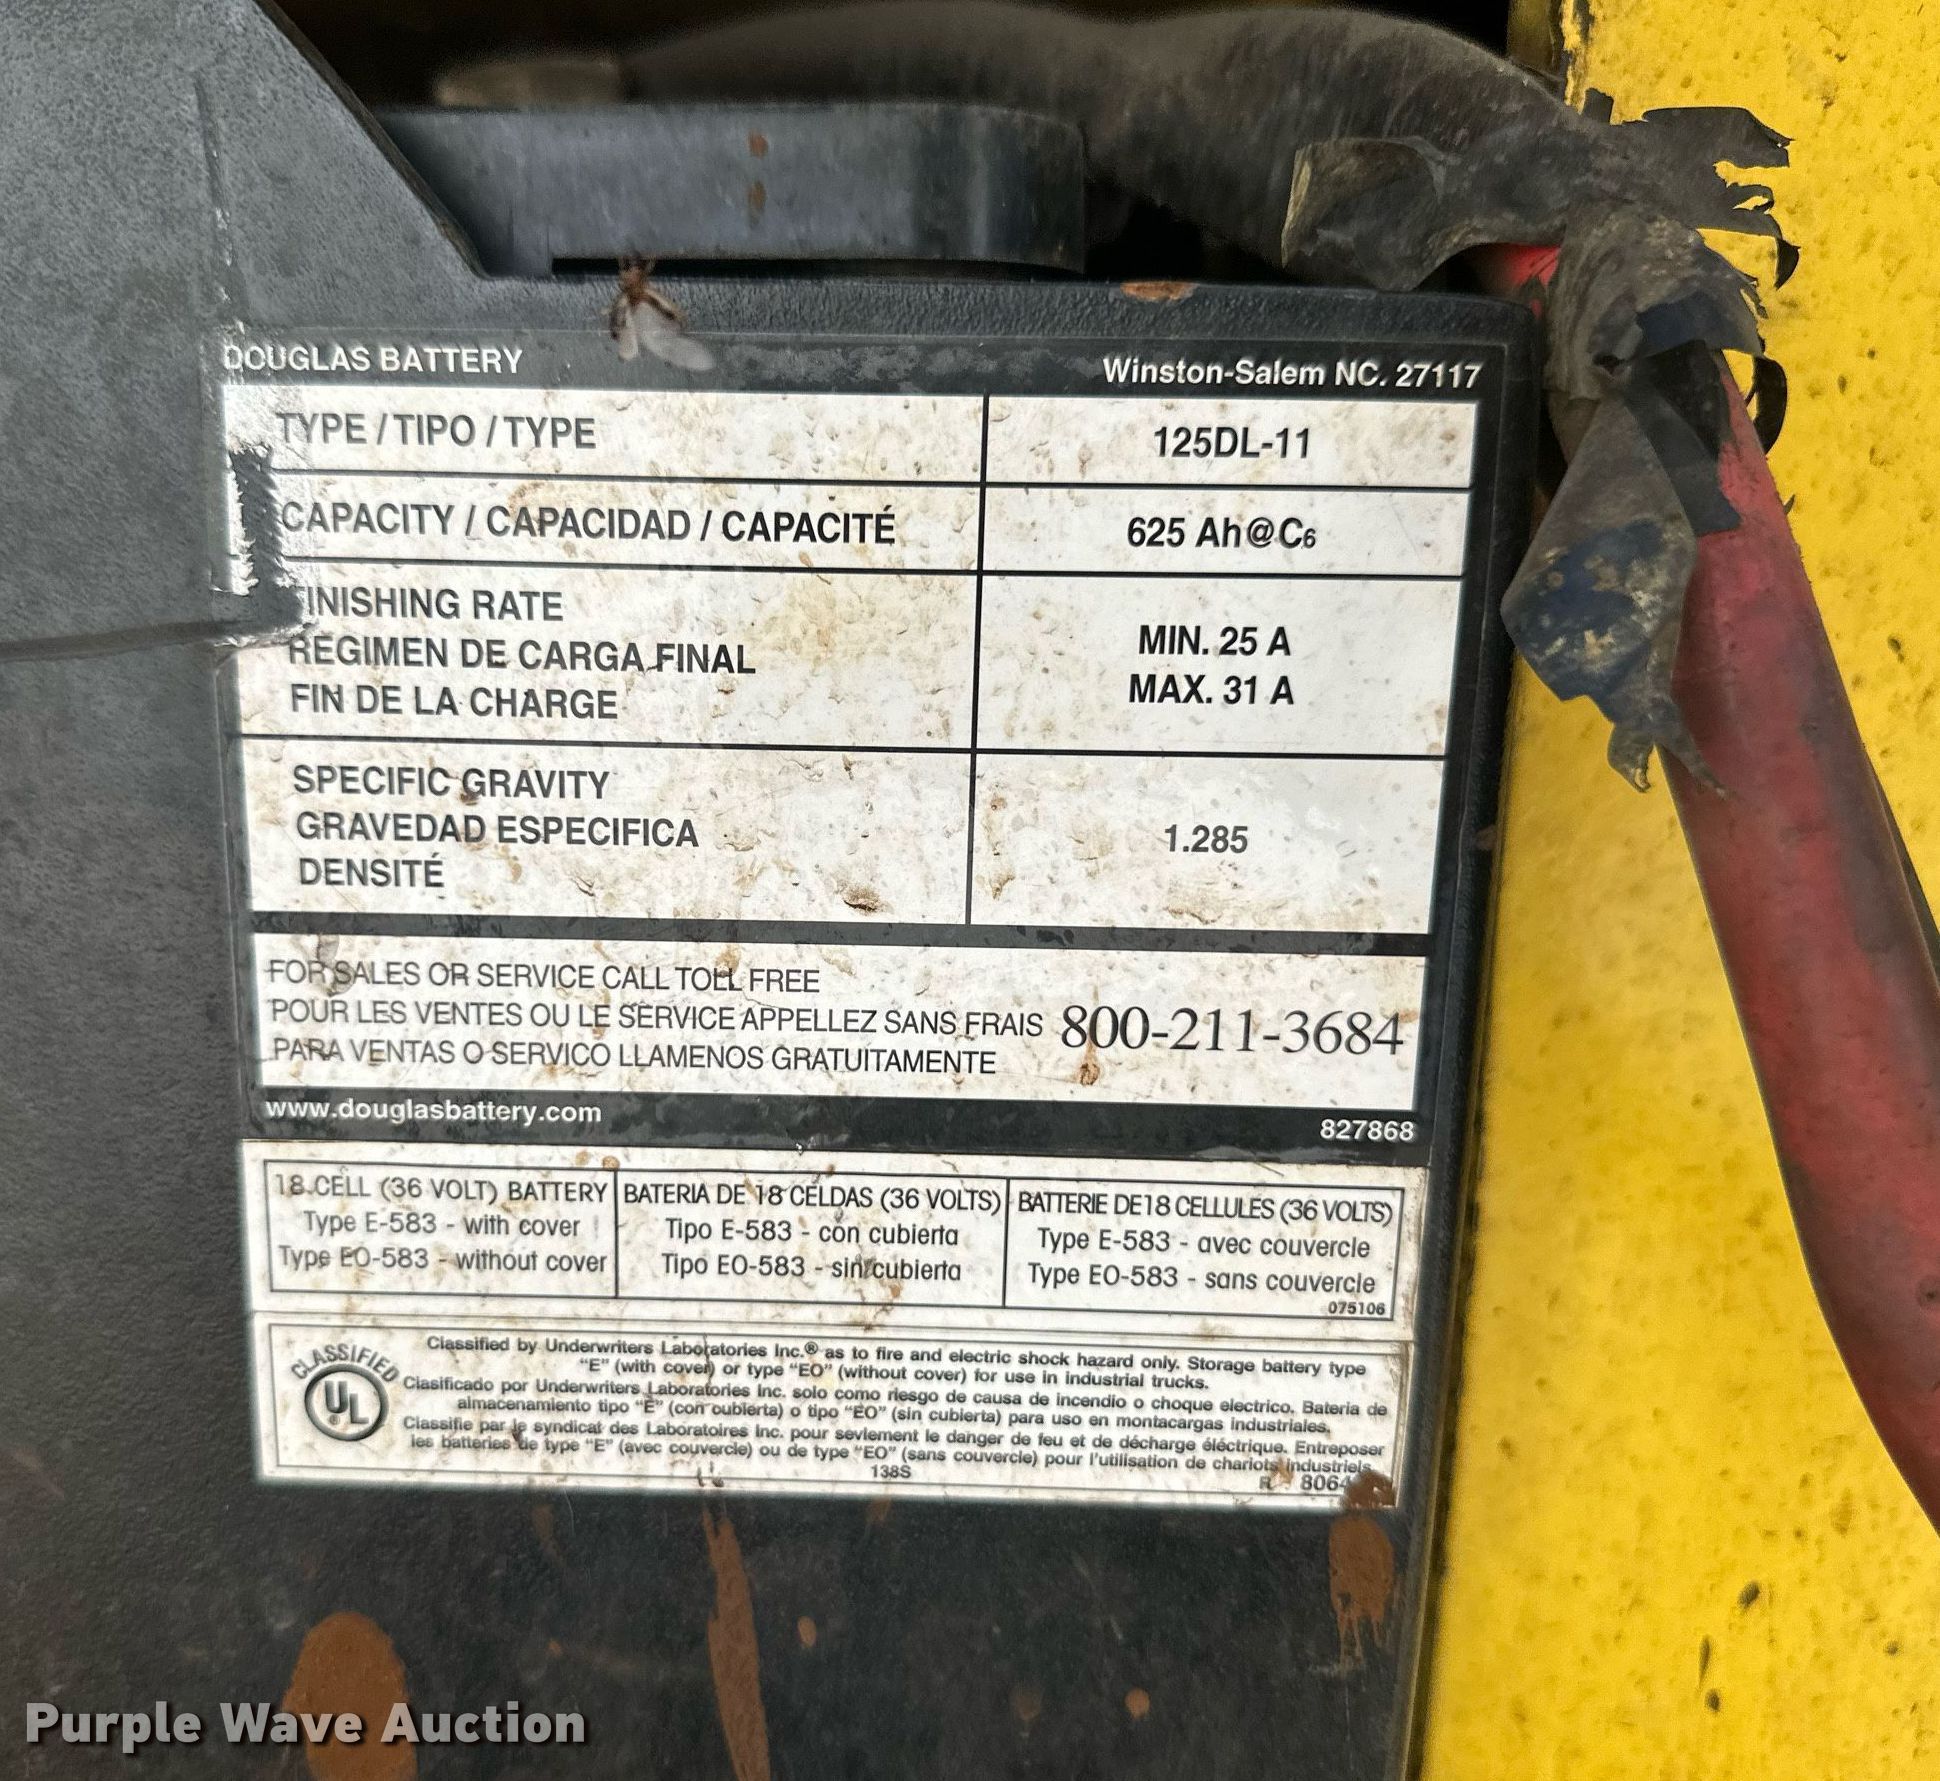 DOUGLAS BATTERY
Winston-Salem NC. 27117
TYPE / TIPO / TYPE
125DL-11
CAPACITY / CAPACIDAD / CAPACITÉ
625 Ah@C6
INISHING RATE
REGIMEN DE CARGA FINAL
FIN DE LA CHARGE
MIN. 25 A
MAX. 31 A
SPECIFIC GRAVITY
GRAVEDAD ESPECIFICA
DENSITÉ
1.285
FOR SALES OR SERVICE CALL TOLL FREE
POUR LES VENTES OU LE SERVICE APPELLEZ SANS FRAIS
PARA VENTAS O SERVICO LLAMENOS GRATUITAMENTE
800-211-3684
www.douglasbattery.com
827868
18 CELL (36 VOLT) BATTERY
Type E-583 - with cover
Type EO-583 - without cover
BATERIA DE 18 CELDAS (36 VOLTS)
Tipo E-583 - con cubierta
Tipo EO-583 - sin cubierta
BATTERIE DE 18 CELLULES (36 VOLTS)
Type E-583 - avec couvercle
Type EO-583 - sans couvercle
075106
CLASSIFIED
UL
Classified by Underwriters Laboratories Inc.® as to fire and electric shock hazard only. Storage battery type
"E" (with cover) or type "EO" (without cover) for use in industrial trucks.
Clasificado por Underwriters Laboratories Inc. solo como riesgo de causa de incendio o choque electrico. Bateria de
almacenamiento tipo "E" (con cubierta) o tipo "EO" (sin cubierta) para uso en montacargas industriales.
Classifie par le syndicat des Laboratoires Inc. pour sevlement le danger de feu et de décharge éléctrique. Entreposer
les batteries de type "E" (avec couvercle) ou de type "EO" (sans couvercle) pour l'utilisation de chariots industriels.
138S
R 8064
Purple Wave Auction